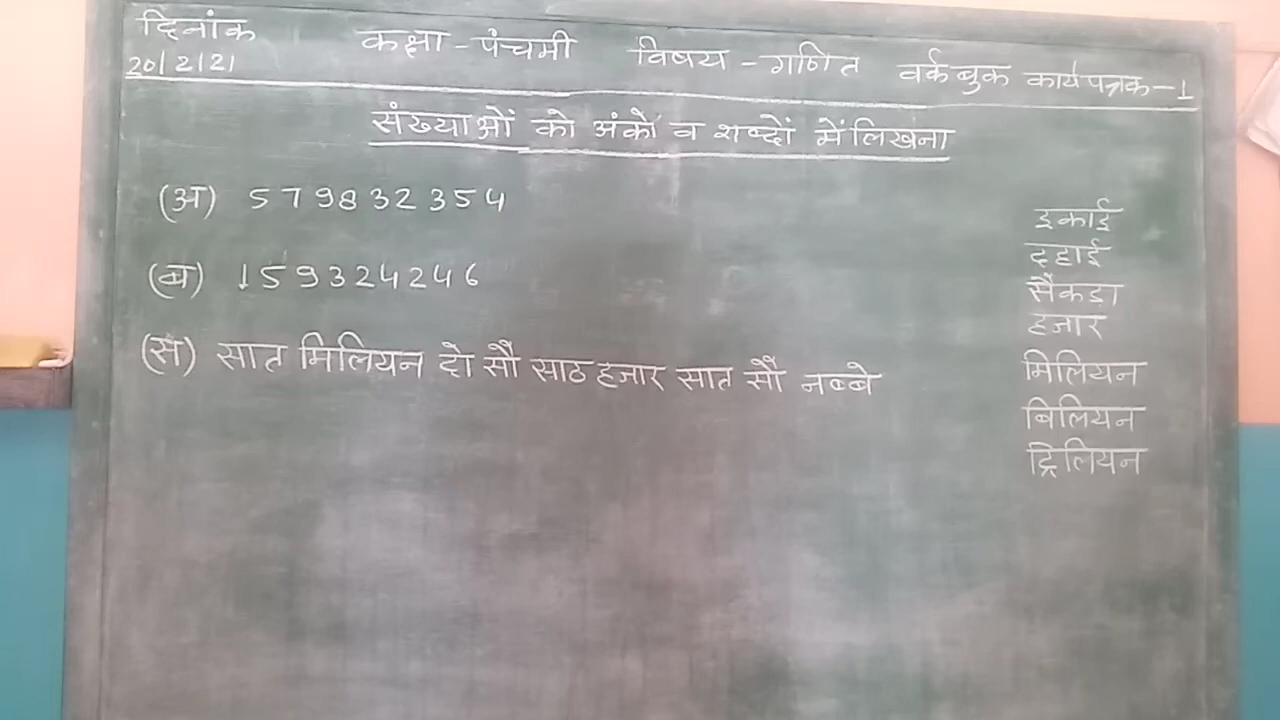 दिनांक कक्षा - पंचमी विषय - गणित वर्कबुक कार्यपत्रक - 1
20/2/21
संख्याओं को अंको व शब्दों में लिखना
(अ) 579832354
(ब) 159324246
(स) सात मिलियन दो सौ साठ हजार सात सौ नब्बे
इकाई
दहाई
सैंकड़ा
हजार
मिलियन
बिलियन
ट्रिलियन